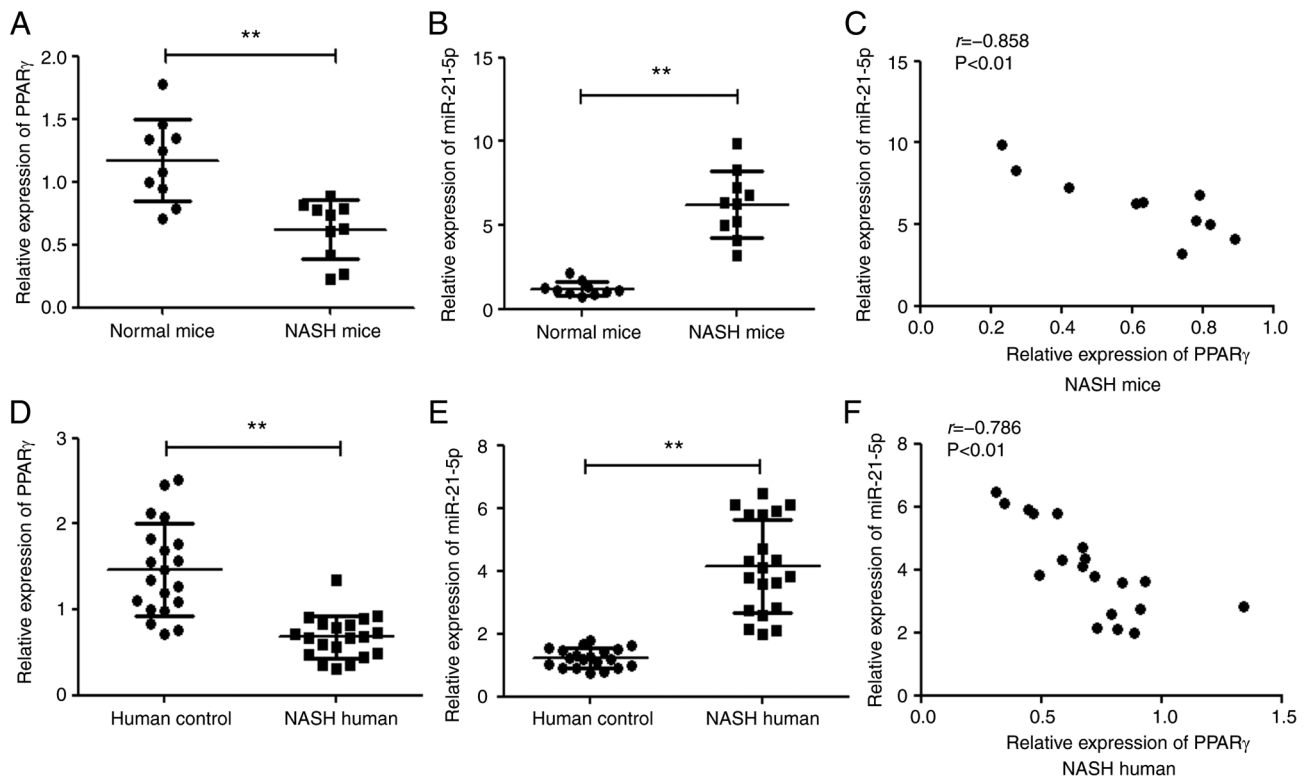 A
Relative expression of PPARγ
2.0
1.5
1.0
0.5
0.0
**
Normal mice
NASH mice
B
Relative expression of miR-21-5p
15
10
5
0
**
Normal mice
NASH mice
C
r=−0.858
P<0.01
Relative expression of miR-21-5p
15
10
5
0
0.0 0.2 0.4 0.6 0.8 1.0
Relative expression of PPARγ
NASH mice
D
Relative expression of PPARγ
3
2
1
0
**
Human control
NASH human
E
Relative expression of miR-21-5p
8
6
4
2
0
**
Human control
NASH human
F
r=−0.786
P<0.01
Relative expression of miR-21-5p
8
6
4
2
0
0.0 0.5 1.0 1.5
Relative expression of PPARγ
NASH human